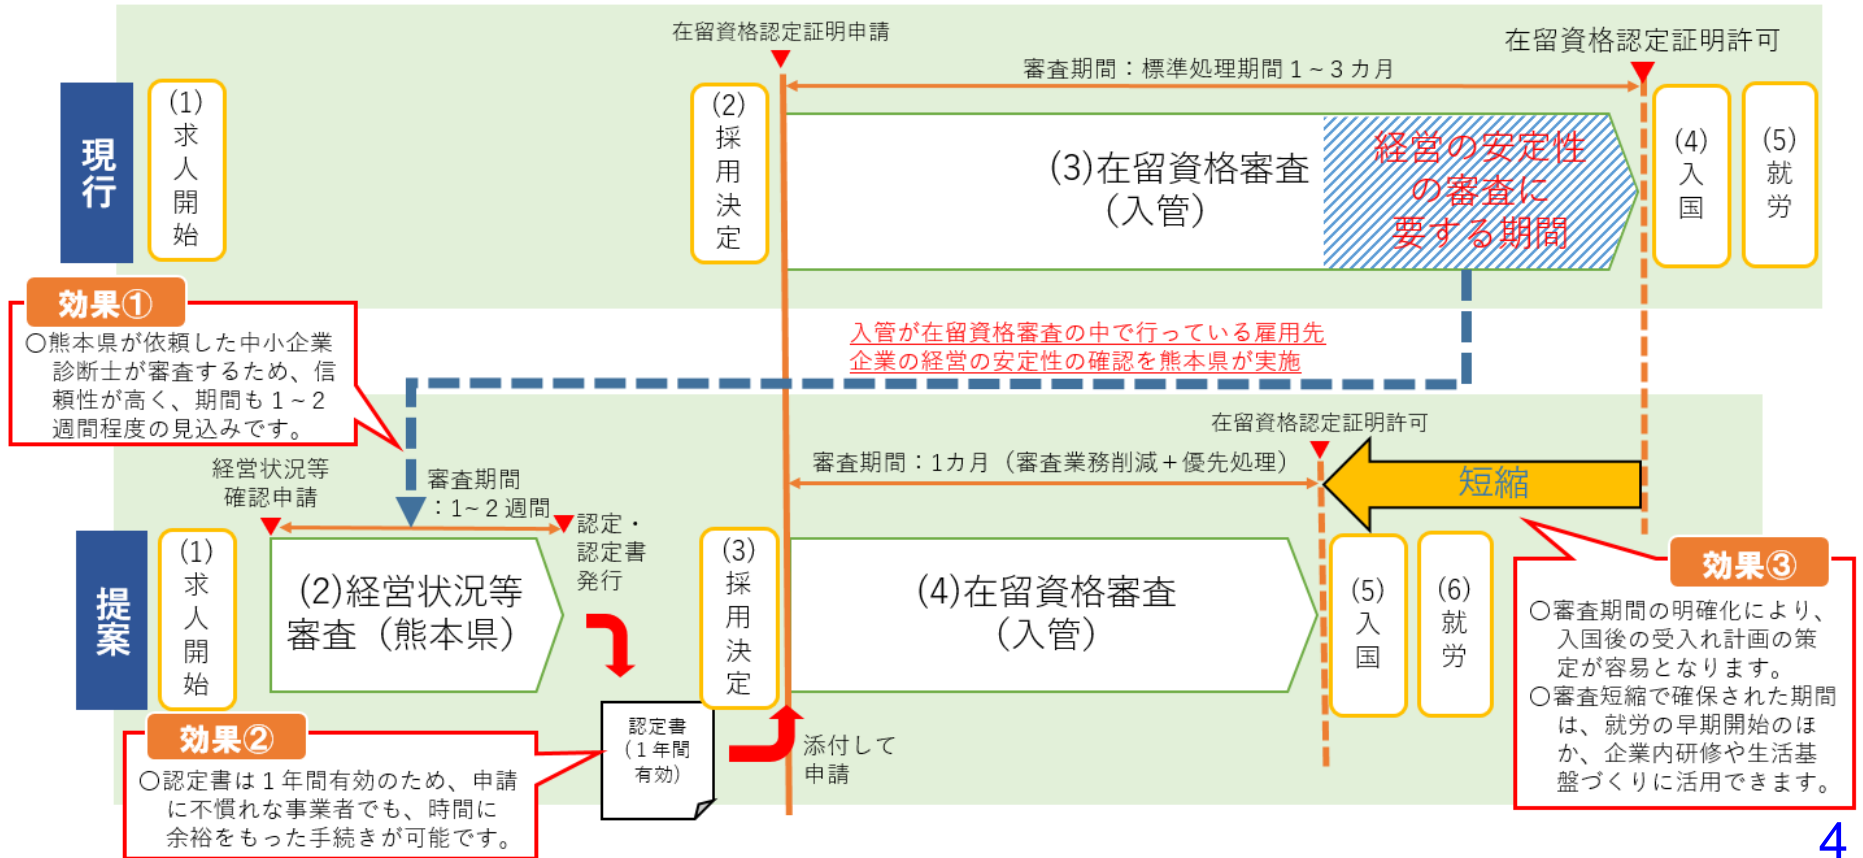 在留資格認定証明申請
在留資格認定証明許可
審査期間：標準処理期間１～３カ月
現行
(1)求人開始
(2)採用決定
(3)在留資格審査
（入管）
経営の安定性
の審査に
要する期間
(4)入国
(5)就労
効果①
○熊本県が依頼した中小企業
診断士が審査するため、信
頼性が高く、期間も１～２
週間程度の見込みです。
入管が在留資格審査の中で行っている雇用先
企業の経営の安定性の確認を熊本県が実施
経営状況等
確認申請
審査期間
：1～２週間
認定・
認定書
発行
審査期間：1カ月（審査業務削減＋優先処理）
在留資格認定証明許可
短縮
提案
(1)求人開始
(2)経営状況等
審査（熊本県）
(3)採用決定
(4)在留資格審査
（入管）
(5)入国
(6)就労
認定書
（１年間
有効）
添付して
申請
効果②
○認定書は１年間有効のため、申請
に不慣れな事業者でも、時間に
余裕をもった手続きが可能です。
効果③
○審査期間の明確化により、
入国後の受入れ計画の策
定が容易となります。
○審査短縮で確保された期間
は、就労の早期開始のほ
か、企業内研修や生活基
盤づくりに活用できます。
4